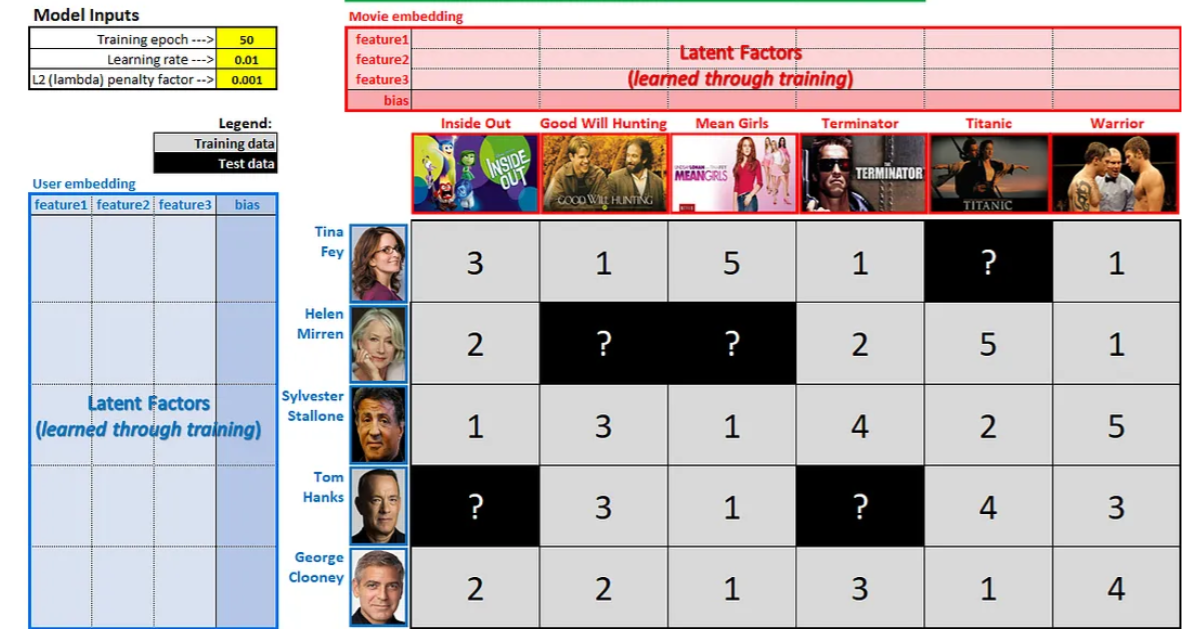 Model Inputs
Training epoch ---> 50
Learning rate ---> 0.01
L2 (lambda) penalty factor --> 0.001
Movie embedding
feature1
feature2
feature3
bias
Latent Factors
(learned through training)
Legend:
Training data
Test data
Inside Out Good Will Hunting Mean Girls Terminator Titanic Warrior
INSIDE OUT
GOOD WILL HUNTING
MEAN GIRLS
TERMINATOR
TITANIC
User embedding
feature1 feature2 feature3 bias
Latent Factors
(learned through training)
Tina Fey 3 1 5 1 ? 1
Helen Mirren 2 ? ? 2 5 1
Sylvester Stallone 1 3 1 4 2 5
Tom Hanks ? 3 1 ? 4 3
George Clooney 2 2 1 3 1 4